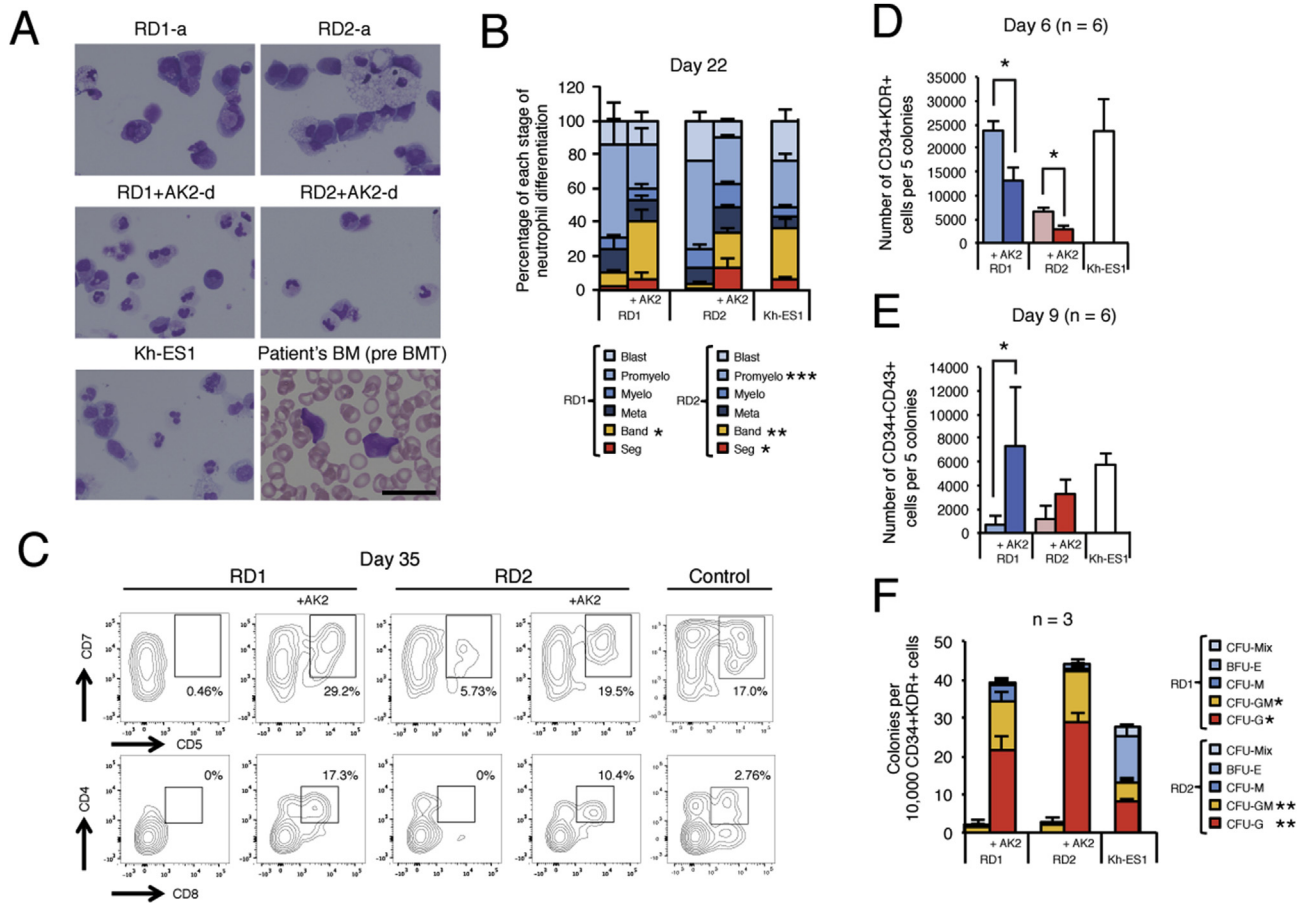 A
RD1-a
RD2-a
RD1+AK2-d
RD2+AK2-d
Kh-ES1
Patient's BM (pre BMT)
B
Day 22
Percentage of each stage of
neutrophil differentiation
120
100
80
60
40
20
0
+ AK2
+ AK2
RD1
RD2
Kh-ES1
RD1
Blast
Promyelo
Myelo
Meta
Band *
Seg
RD2
Blast
Promyelo ***
Myelo
Meta
Band **
Seg *
C
Day 35
RD1
RD2
Control
+AK2
+AK2
CD7
CD5
0.46%
29.2%
5.73%
19.5%
17.0%
CD4
CD8
0%
17.3%
0%
10.4%
2.76%
D
Day 6 (n = 6)
Number of CD34+KDR+
cells per 5 colonies
35000
30000
25000
20000
15000
10000
5000
0
*
*
+ AK2
+ AK2
RD1
RD2
Kh-ES1
E
Day 9 (n = 6)
Number of CD34+CD43+
cells per 5 colonies
14000
12000
10000
8000
6000
4000
2000
0
*
+ AK2
+ AK2
RD1
RD2
Kh-ES1
F
n = 3
Colonies per
10,000 CD34+KDR+ cells
50
40
30
20
10
0
+ AK2
+ AK2
RD1
RD2
Kh-ES1
RD1
CFU-Mix
BFU-E
CFU-M
CFU-GM *
CFU-G *
RD2
CFU-Mix
BFU-E
CFU-M
CFU-GM **
CFU-G **